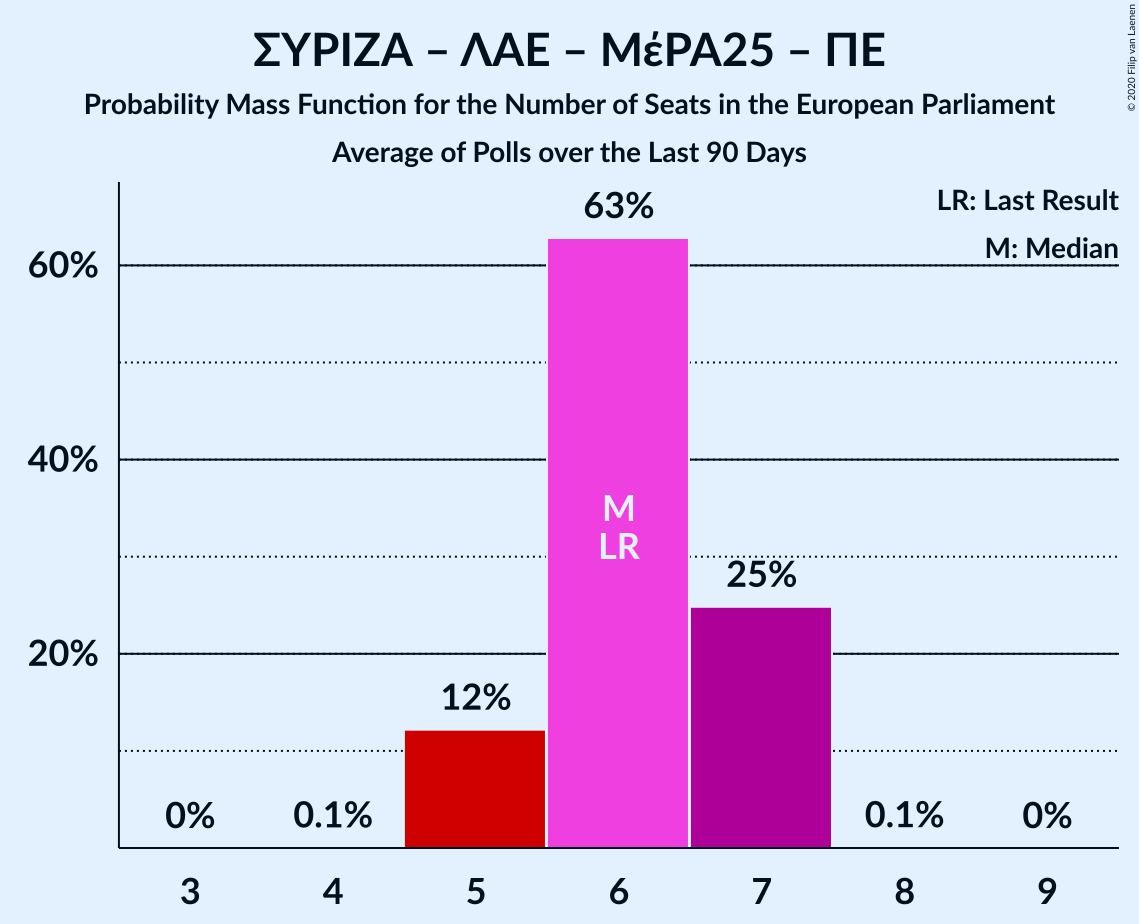 ΣΥΡΙΖΑ – ΛΑΕ – ΜέΡΑ25 – ΠΕ
Probability Mass Function for the Number of Seats in the European Parliament
Average of Polls over the Last 90 Days
© 2020 Filip van Laenen
LR: Last Result
M: Median
63%
60%
40%
M
LR
25%
20%
12%
0%
0.1%
0.1%
0%
3
4
5
6
7
8
9